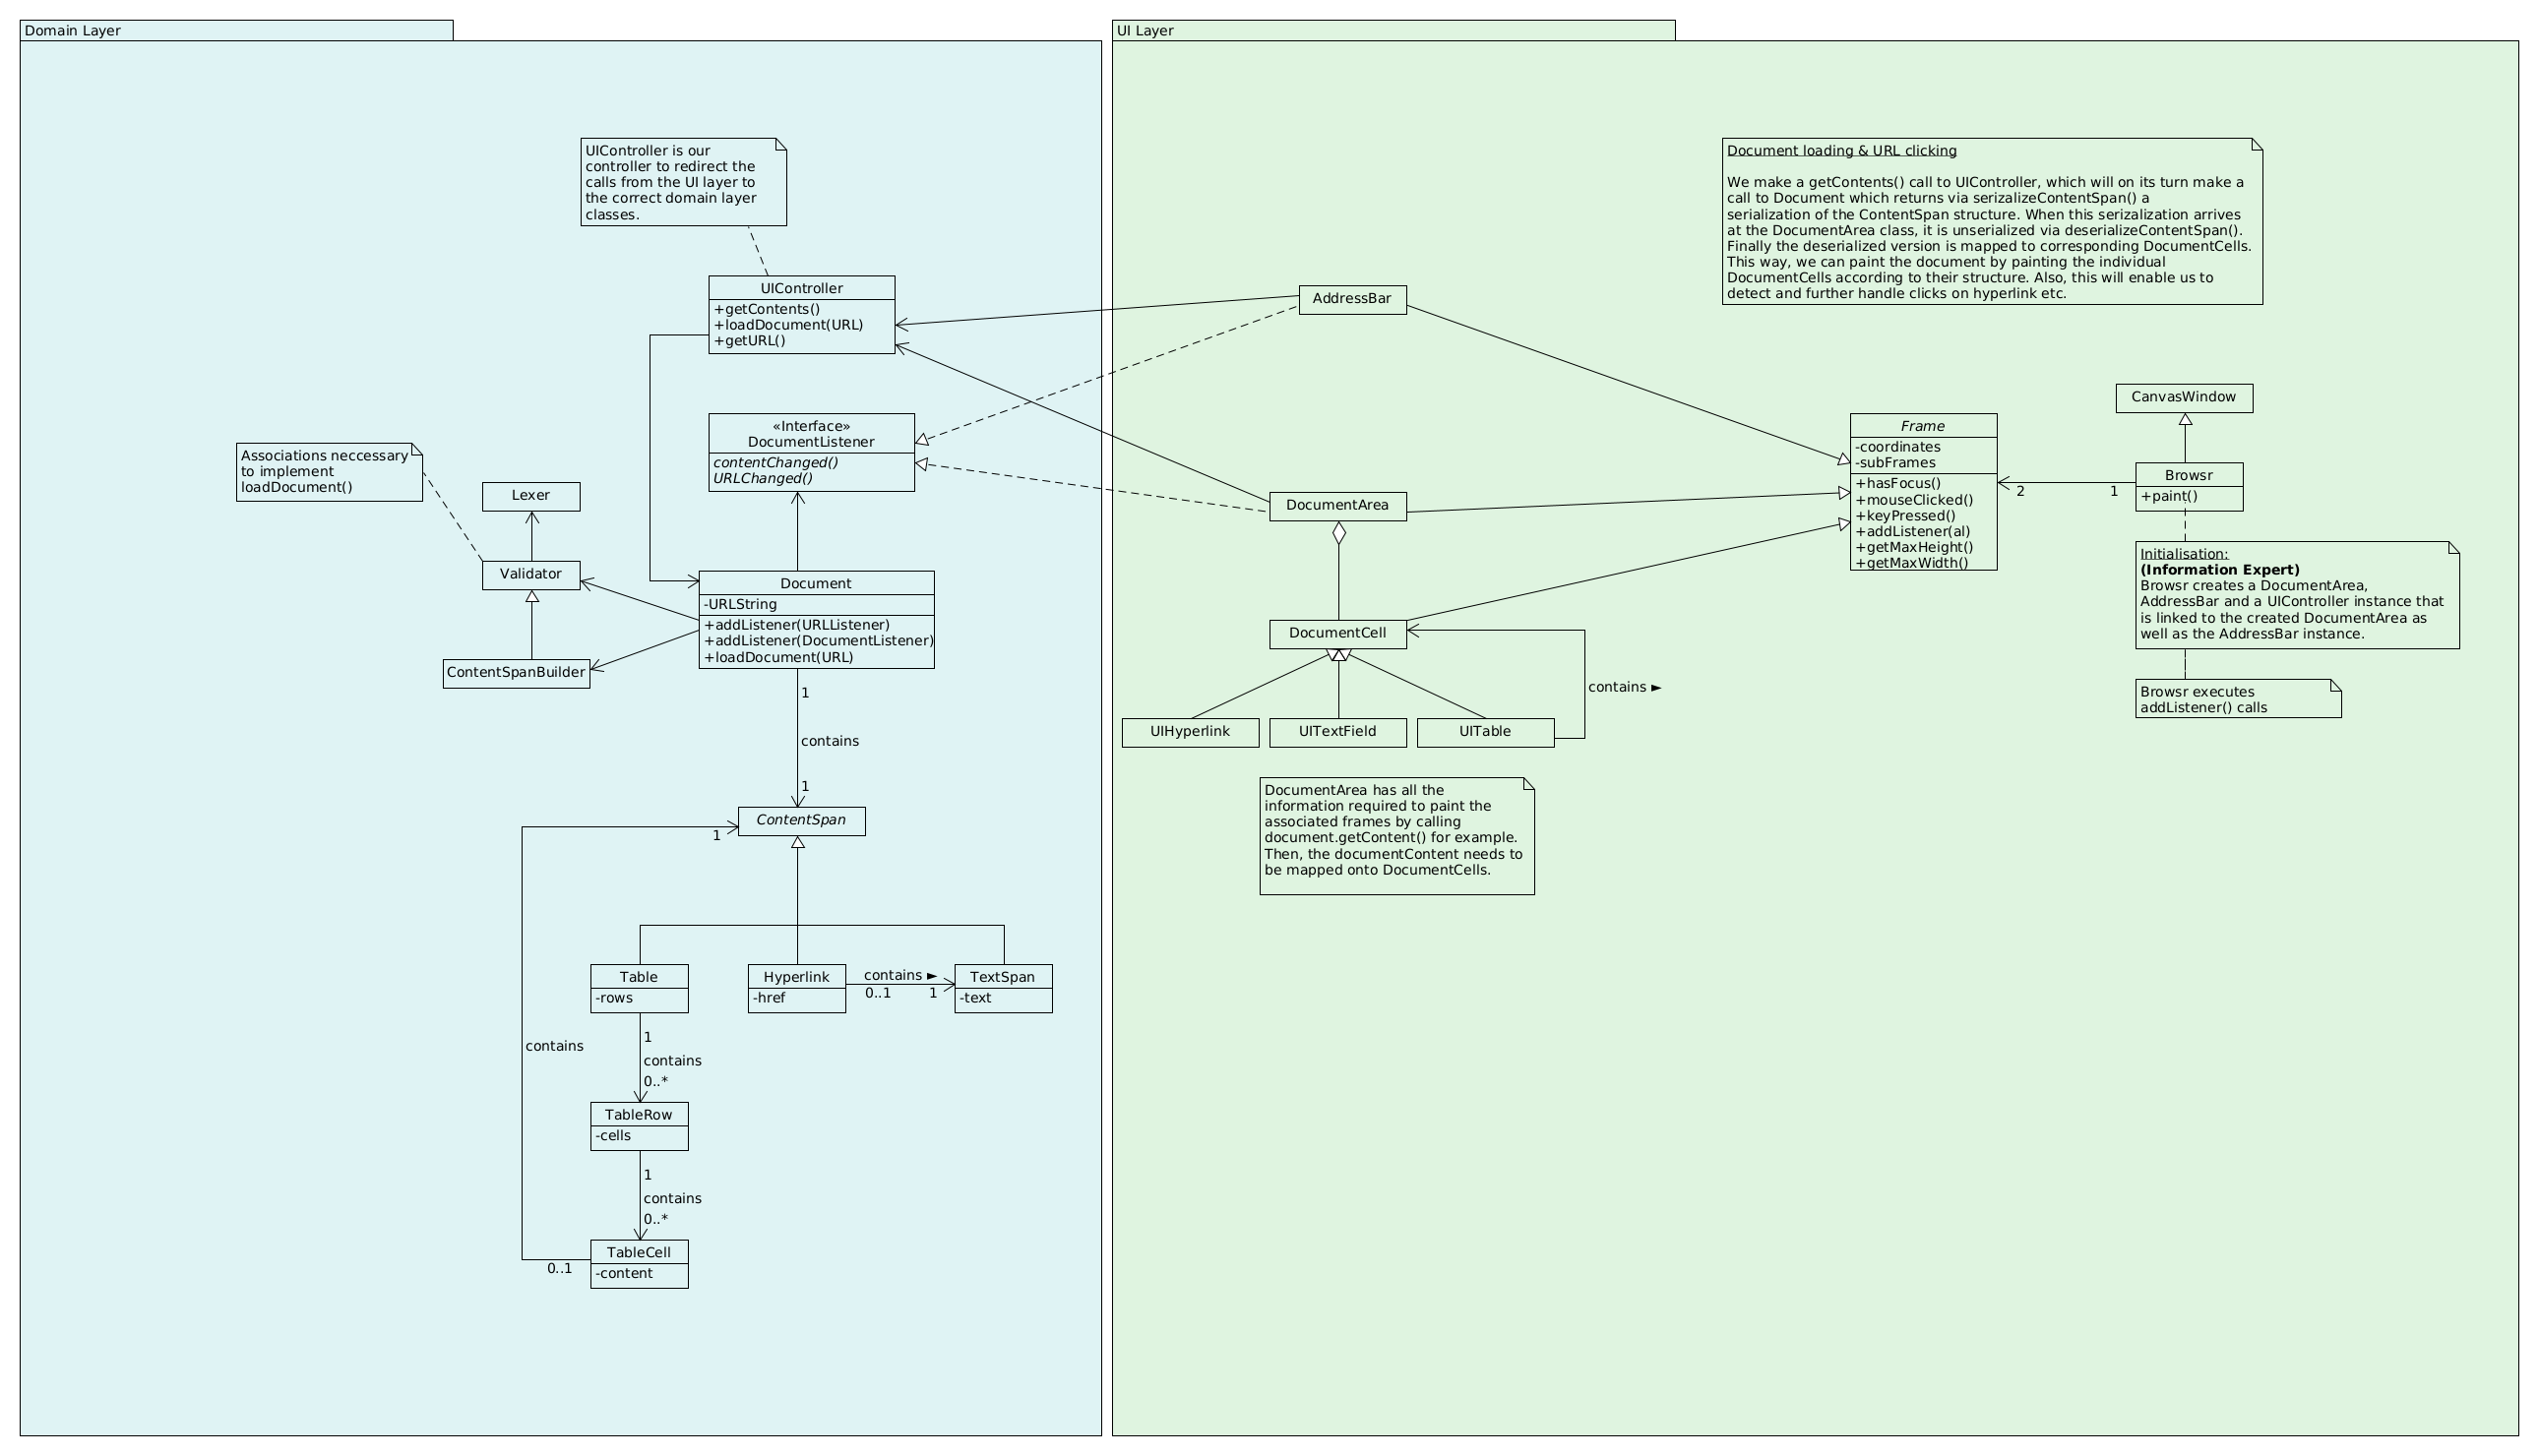 Domain Layer
UIController is our
controller to redirect the
calls from the UI layer to
the correct domain layer
classes.
UIController
+getContents()
+loadDocument(URL)
+getURL()
«Interface»
DocumentListener
contentChanged()
URLChanged()
Associations neccessary
to implement
loadDocument()
Lexer
Validator
ContentSpanBuilder
Document
-URLString
+addListener(URLListener)
+addListener(DocumentListener)
+loadDocument(URL)
1
contains
1
ContentSpan
1
contains
Table
-rows
Hyperlink
-href
contains ►
0..1 1
TextSpan
-text
1
contains
0..*
TableRow
-cells
1
contains
0..*
TableCell
-content
0..1
UI Layer
AddressBar
Document loading & URL clicking
We make a getContents() call to UIController, which will on its turn make a
call to Document which returns via serizalizeContentSpan() a
serialization of the ContentSpan structure. When this serizalization arrives
at the DocumentArea class, it is unserialized via deserializeContentSpan().
Finally the deserialized version is mapped to corresponding DocumentCells.
This way, we can paint the document by painting the individual
DocumentCells according to their structure. Also, this will enable us to
detect and further handle clicks on hyperlink etc.
CanvasWindow
Frame
-coordinates
-subFrames
+hasFocus()
+mouseClicked()
+keyPressed()
+addListener(al)
+getMaxHeight()
+getMaxWidth()
2 1
Browsr
+paint()
Initialisation:
(Information Expert)
Browsr creates a DocumentArea,
AddressBar and a UIController instance that
is linked to the created DocumentArea as
well as the AddressBar instance.
Browsr executes
addListener() calls
DocumentArea
DocumentCell
contains ►
UIHyperlink
UITextField
UITable
DocumentArea has all the
information required to paint the
associated frames by calling
document.getContent() for example.
Then, the documentContent needs to
be mapped onto DocumentCells.